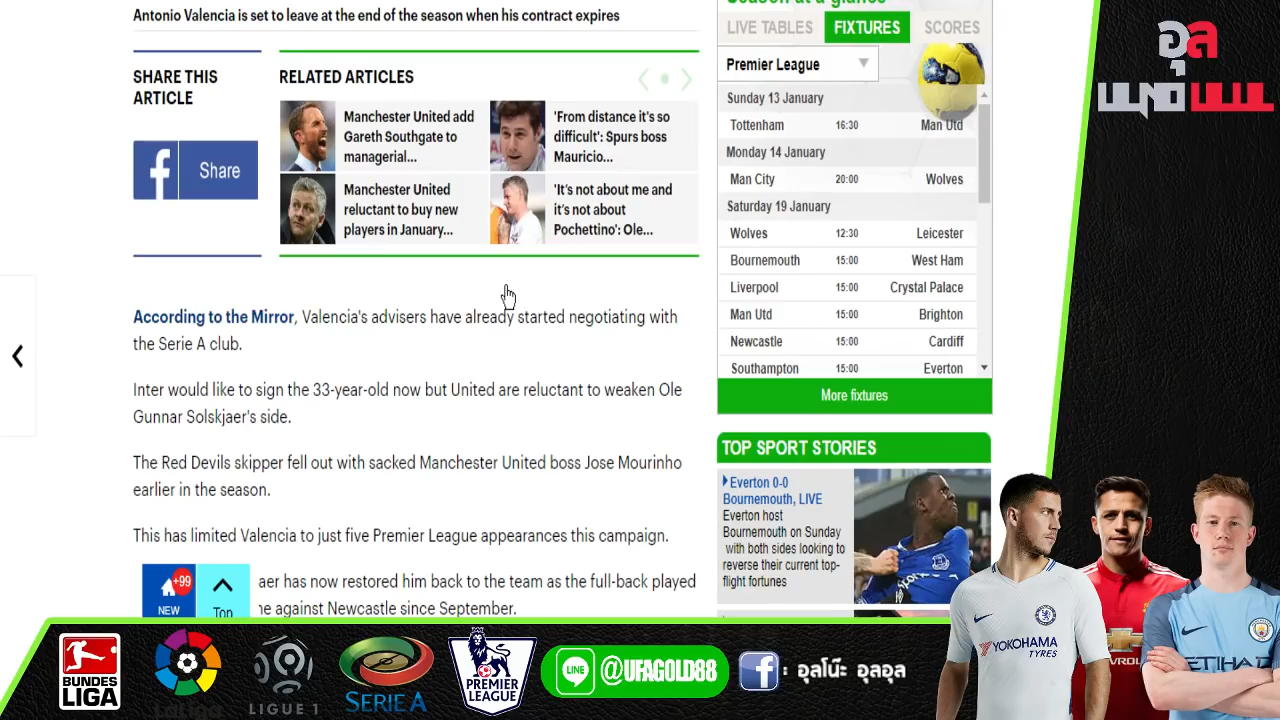 Antonio Valencia is set to leave at the end of the season when his contract expires
SHARE THIS
ARTICLE
Share
RELATED ARTICLES
Manchester United add
Gareth Southgate to
managerial...
'From distance it's so
difficult': Spurs boss
Mauricio...
Manchester United
reluctant to buy new
players in January...
'It's not about me and
it's not about
Pochettino': Ole...
According to the Mirror, Valencia's advisers have already started negotiating with
the Serie A club.
Inter would like to sign the 33-year-old now but United are reluctant to weaken Ole
Gunnar Solskjaer's side.
The Red Devils skipper fell out with sacked Manchester United boss Jose Mourinho
earlier in the season.
This has limited Valencia to just five Premier League appearances this campaign.
aer has now restored him back to the team as the full-back played
against Newcastle since September.
+99
NEW
Top
LIVE TABLES FIXTURES SCORES
Premier League
Sunday 13 January
Tottenham 16:30 Man Utd
Monday 14 January
Man City 20:00 Wolves
Saturday 19 January
Wolves 12:30 Leicester
Bournemouth 15:00 West Ham
Liverpool 15:00 Crystal Palace
Man Utd 15:00 Brighton
Newcastle 15:00 Cardiff
Southampton 15:00 Everton
More fixtures
TOP SPORT STORIES
Everton 0-0
Bournemouth, LIVE
Everton host
Bournemouth on Sunday
with both sides looking to
reverse their current top-
flight fortunes
YOKOHAMA
TYRES
BUNDES
LIGA
LIGUE 1
SERIE A
PREMIER
LEAGUE
LINE
@UFAGOLD88
: อุลโน๊ะ อุลอุล